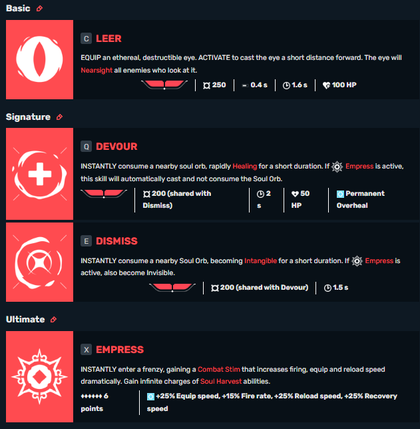 Basic
C LEER
EQUIP an ethereal, destructible eye. ACTIVATE to cast the eye a short distance forward. The eye will
Nearsight all enemies who look at it.
250 0.4 s 1.6 s 100 HP
Signature
Q DEVOUR
INSTANTLY consume a nearby soul orb, rapidly Healing for a short duration. If Empress is active,
this skill will automatically cast and not consume the Soul Orb.
200 (shared with
Dismiss)
2
s
50
HP
Permanent
Overheal
E DISMISS
INSTANTLY consume a nearby Soul Orb, becoming Intangible for a short duration. If Empress is
active, also become Invisible.
200 (shared with Devour) 1.5 s
Ultimate
X EMPRESS
INSTANTLY enter a frenzy, gaining a Combat Stim that increases firing, equip and reload speed
dramatically. Gain infinite charges of Soul Harvest abilities.
6
points
+25% Equip speed, +15% Fire rate, +25% Reload speed, +25% Recovery
speed